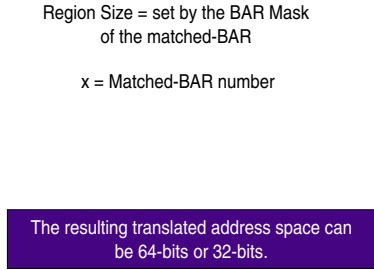 Region Size = set by the BAR Mask
of the matched-BAR
x = Matched-BAR number
The resulting translated address space can
be 64-bits or 32-bits.